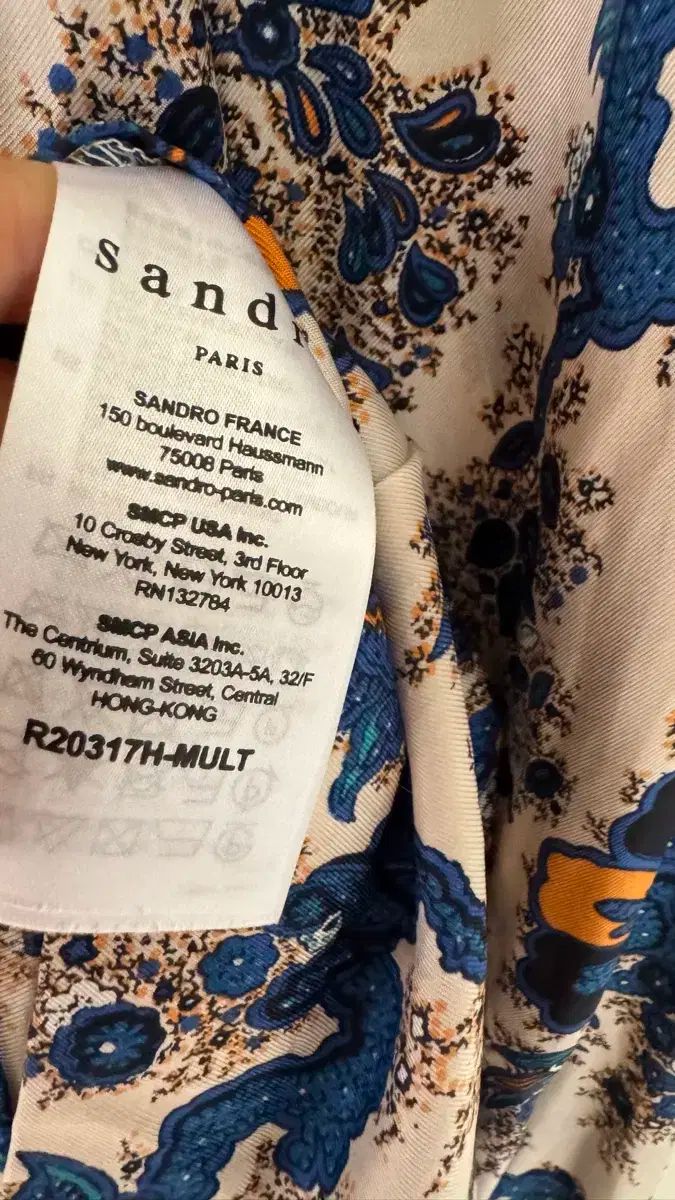 sandr
PARIS
SANDRO FRANCE
150 boulevard Haussmann
75008 Paris
www.sandro-paris.com
SMCP USA Inc.
10 Crosby Street, 3rd Floor
New York, New York 10013
RN132784
SMCP ASIA Inc.
The Centrium, Suite 3203A-5A, 32/F
60 Wyndham Street, Central
HONG-KONG
R20317H-MULT